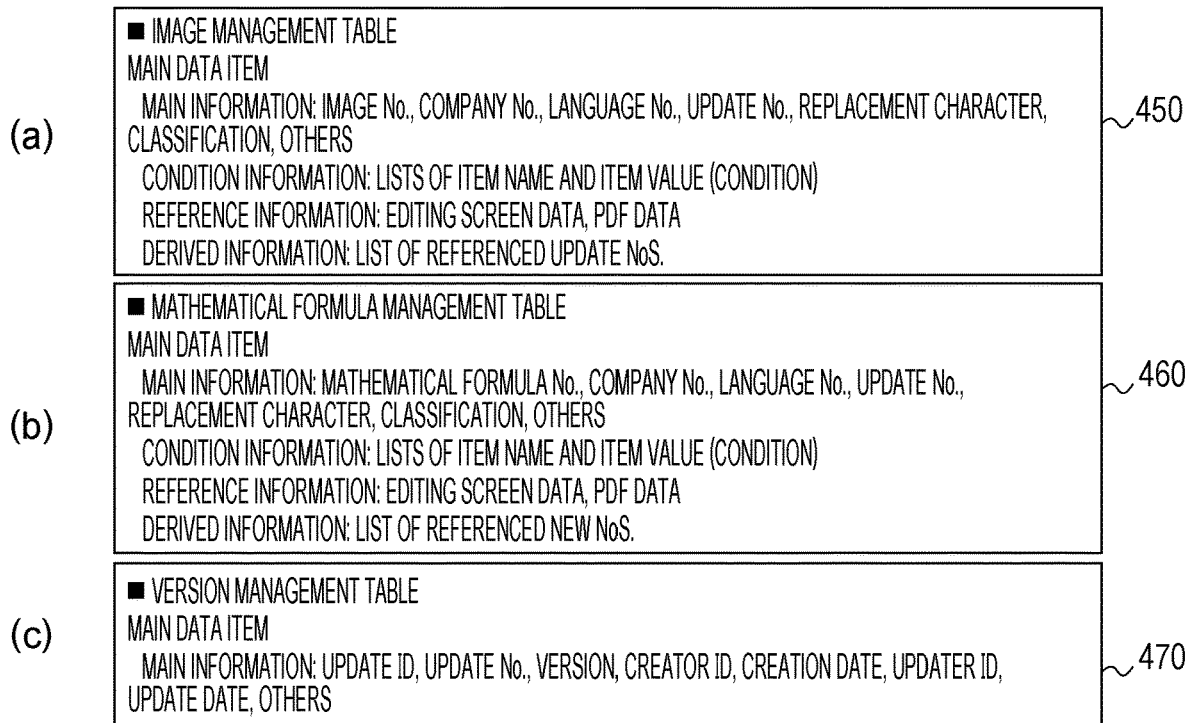 ■ IMAGE MANAGEMENT TABLE
MAIN DATA ITEM
MAIN INFORMATION: IMAGE No., COMPANY No., LANGUAGE No., UPDATE No., REPLACEMENT CHARACTER,
CLASSIFICATION, OTHERS
CONDITION INFORMATION: LISTS OF ITEM NAME AND ITEM VALUE (CONDITION)
REFERENCE INFORMATION: EDITING SCREEN DATA, PDF DATA
DERIVED INFORMATION: LIST OF REFERENCED UPDATE NoS.
(a)
450
■ MATHEMATICAL FORMULA MANAGEMENT TABLE
MAIN DATA ITEM
MAIN INFORMATION: MATHEMATICAL FORMULA No., COMPANY No., LANGUAGE No., UPDATE No.,
REPLACEMENT CHARACTER, CLASSIFICATION, OTHERS
CONDITION INFORMATION: LISTS OF ITEM NAME AND ITEM VALUE (CONDITION)
REFERENCE INFORMATION: EDITING SCREEN DATA, PDF DATA
DERIVED INFORMATION: LIST OF REFERENCED NEW NoS.
(b)
460
■ VERSION MANAGEMENT TABLE
MAIN DATA ITEM
MAIN INFORMATION: UPDATE ID, UPDATE No., VERSION, CREATOR ID, CREATION DATE, UPDATER ID,
UPDATE DATE, OTHERS
(c)
470